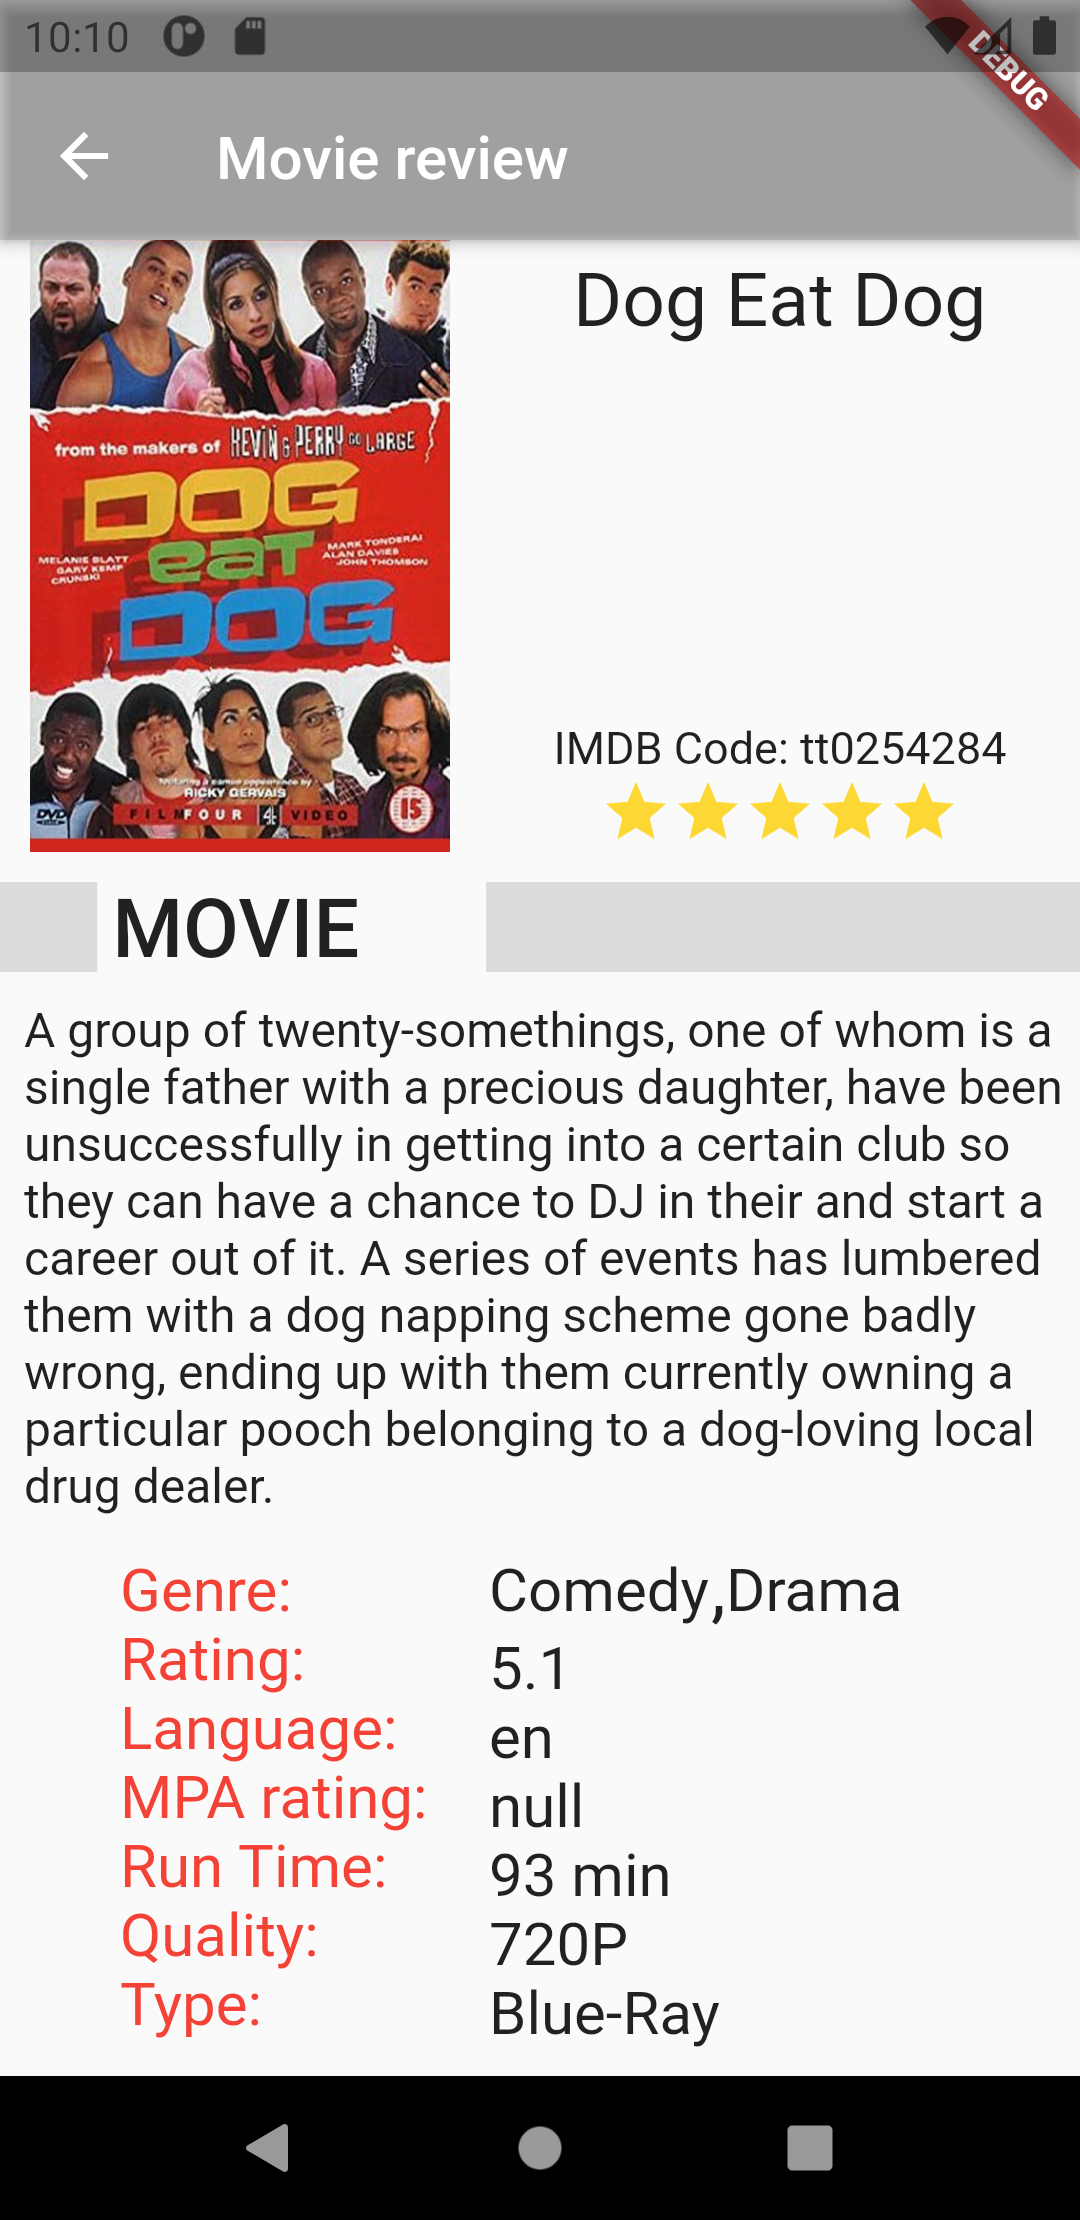 10:10
DEBUG
Movie review
from the makers of KEVIN & PERRY GO LARGE
DOG
eat
DOG
MELANIE BLATT
GARY KEMP
CRUNSKI
MARK TONDERAI
ALAN DAVIES
JOHN THOMSON
featuring a cameo appearance by
RICKY GERVAIS
DVD
FILMFOUR 4 VIDEO
15
Dog Eat Dog
IMDB Code: tt0254284
MOVIE
A group of twenty-somethings, one of whom is a
single father with a precious daughter, have been
unsuccessfully in getting into a certain club so
they can have a chance to DJ in their and start a
career out of it. A series of events has lumbered
them with a dog napping scheme gone badly
wrong, ending up with them currently owning a
particular pooch belonging to a dog-loving local
drug dealer.
Genre: Comedy,Drama
Rating: 5.1
Language: en
MPA rating: null
Run Time: 93 min
Quality: 720P
Type: Blue-Ray